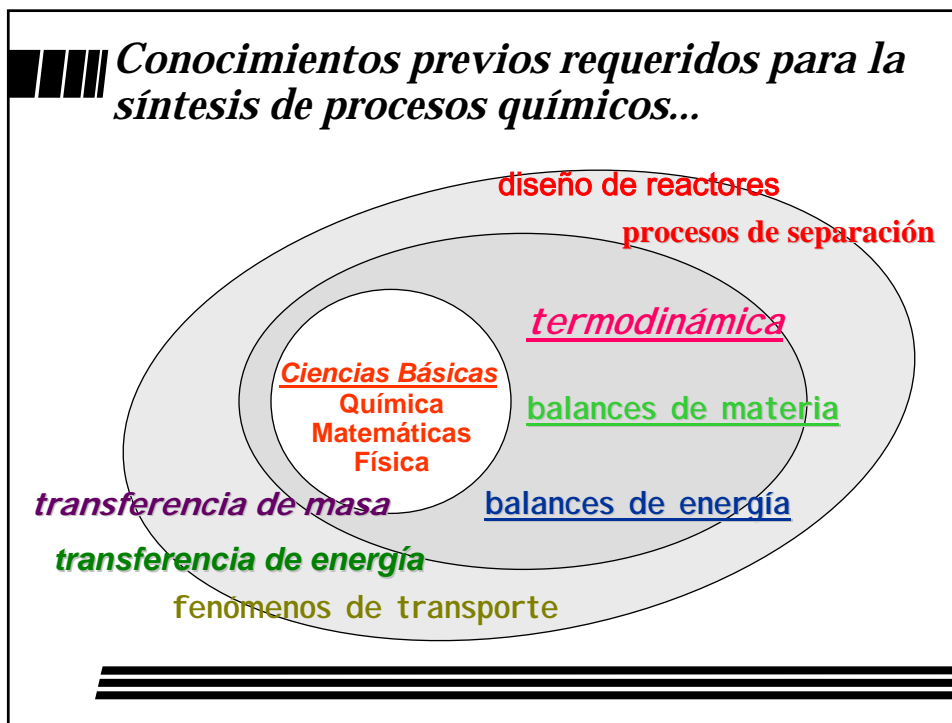 Conocimientos previos requeridos para la
síntesis de procesos químicos...
diseño de reactores
procesos de separación
termodinámica
Ciencias Básicas
Química
Matemáticas
Física
balances de materia
transferencia de masa
balances de energía
transferencia de energía
fenómenos de transporte